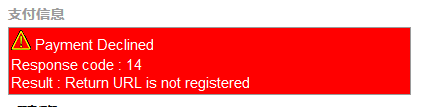 支付信息
Payment Declined
Response code : 14
Result : Return URL is not registered